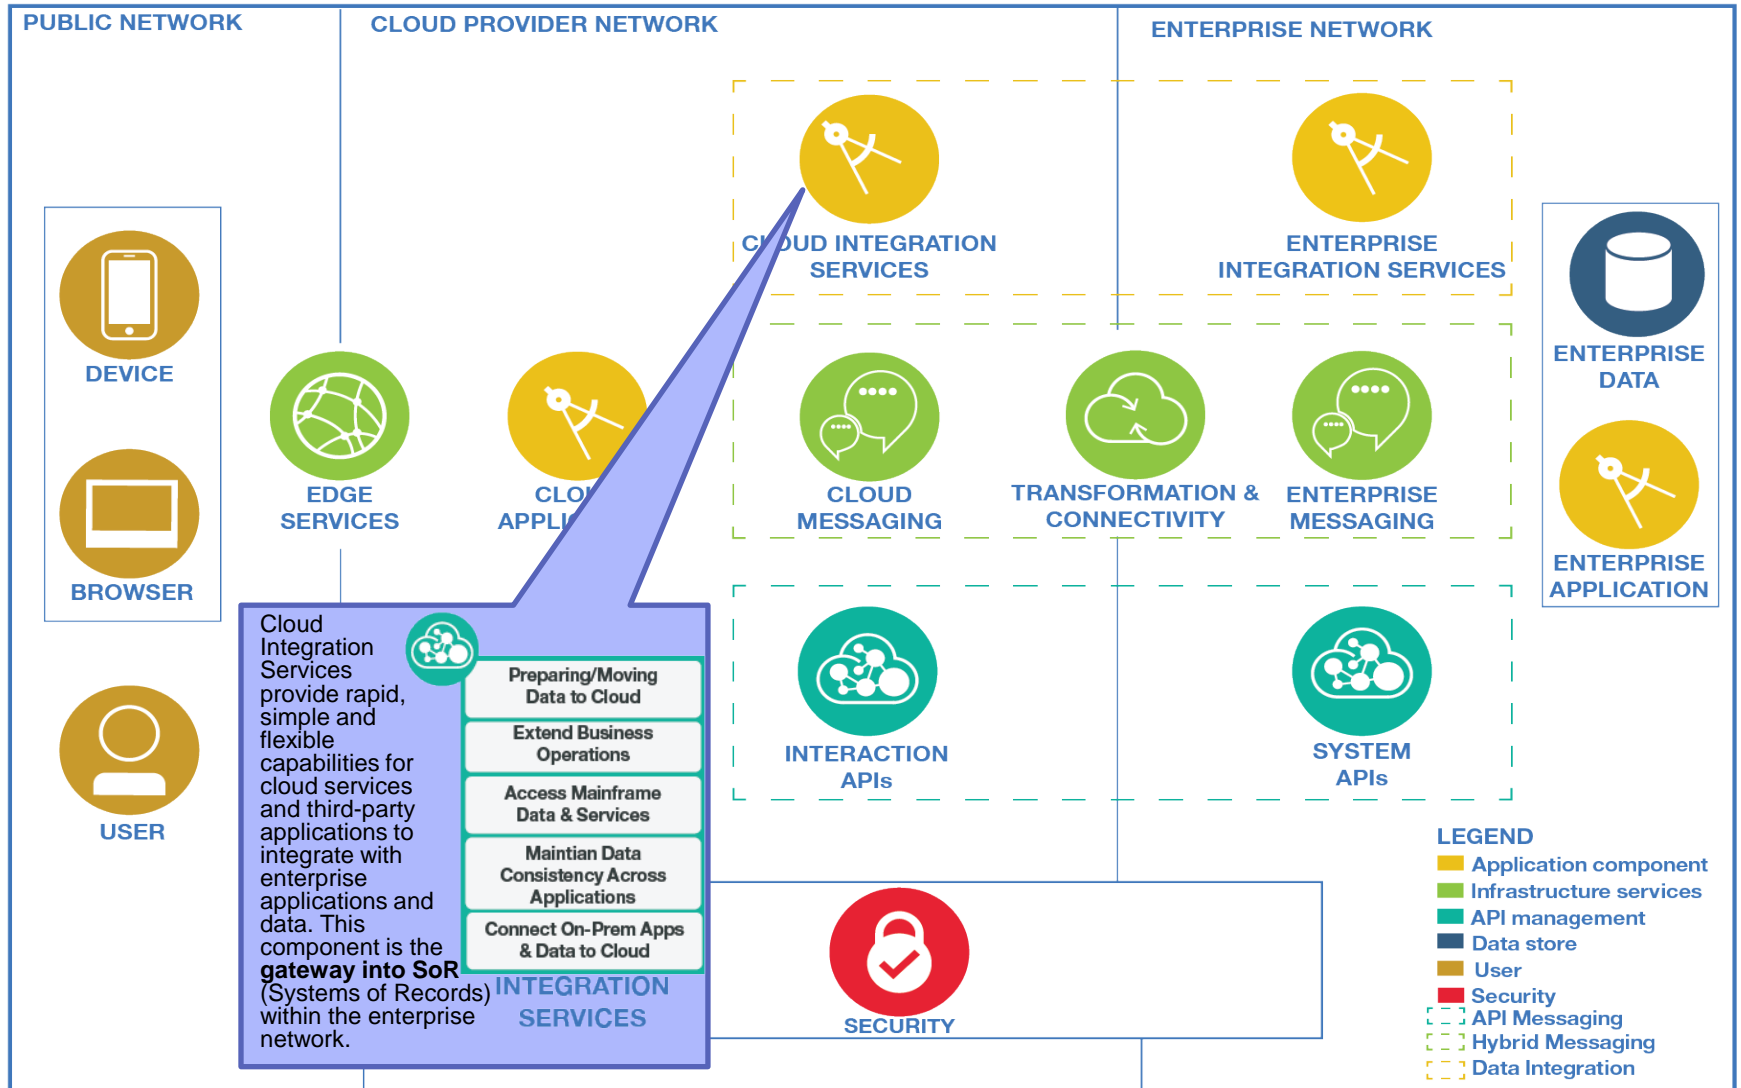 PUBLIC NETWORK
CLOUD PROVIDER NETWORK
ENTERPRISE NETWORK
CLOUD INTEGRATION
SERVICES
ENTERPRISE
INTEGRATION SERVICES
DEVICE
BROWSER
USER
EDGE
SERVICES
CLOU
APPLIC
CLOUD
MESSAGING
TRANSFORMATION &
CONNECTIVITY
ENTERPRISE
MESSAGING
ENTERPRISE
DATA
ENTERPRISE
APPLICATION
INTERACTION
APIs
SYSTEM
APIs
Cloud
Integration
Services
provide rapid,
simple and
flexible
capabilities for
cloud services
and third-party
applications to
integrate with
enterprise
applications and
data. This
component is the
gateway into SoR
(Systems of Records)
within the enterprise
network.
Preparing/Moving
Data to Cloud
Extend Business
Operations
Access Mainframe
Data & Services
Maintian Data
Consistency Across
Applications
Connect On-Prem Apps
& Data to Cloud
INTEGRATION
SERVICES
SECURITY
LEGEND
Application component
Infrastructure services
API management
Data store
User
Security
API Messaging
Hybrid Messaging
Data Integration